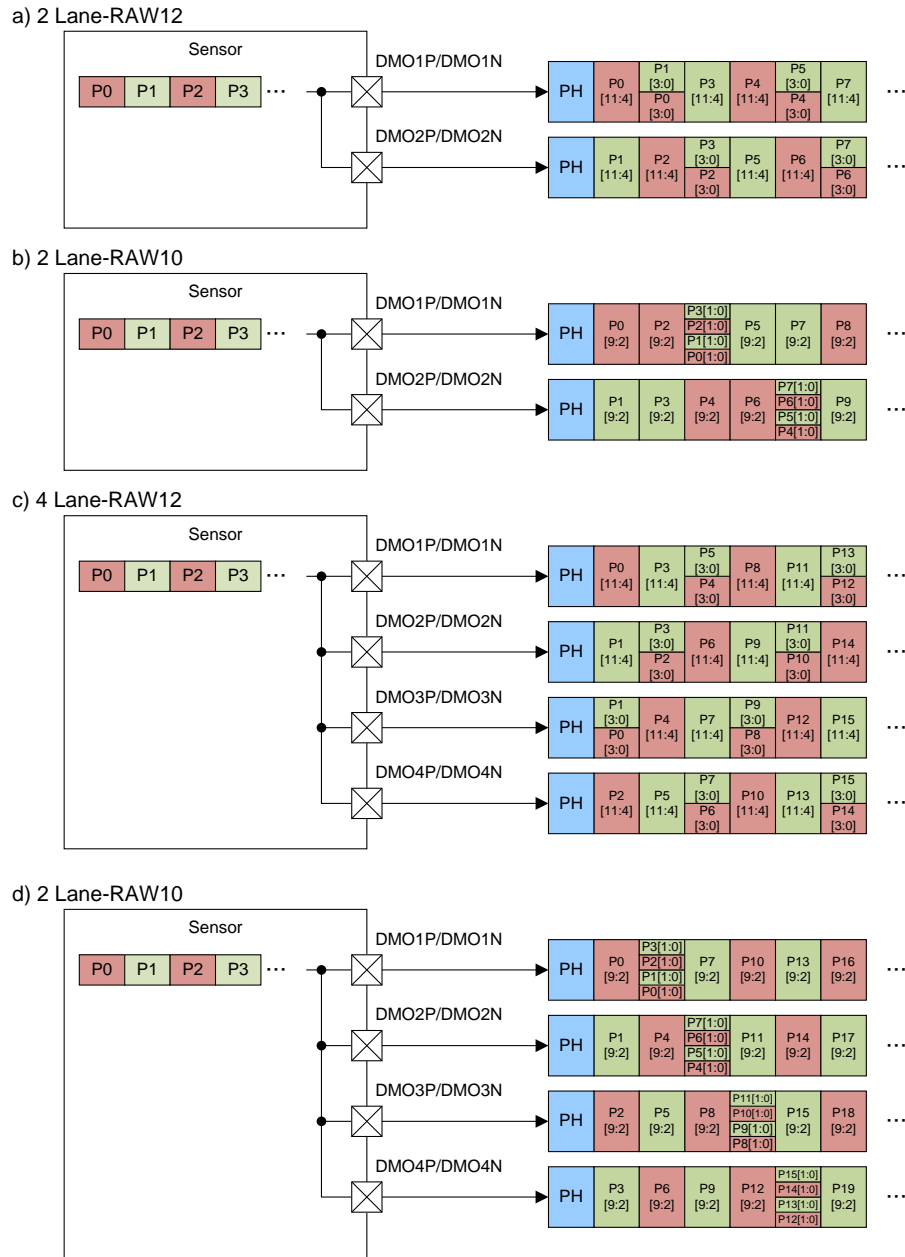 a) 2 Lane-RAW12
Sensor
P0 P1 P2 P3 ...
DMO1P/DMO1N
PH P0 [11:4] P1 [3:0] P0 [3:0] P3 [11:4] P4 [11:4] P5 [3:0] P4 [3:0] P7 [11:4] ...
DMO2P/DMO2N
PH P1 [11:4] P2 [11:4] P3 [3:0] P2 [3:0] P5 [11:4] P6 [11:4] P7 [3:0] P6 [3:0] ...
b) 2 Lane-RAW10
Sensor
P0 P1 P2 P3 ...
DMO1P/DMO1N
PH P0 [9:2] P2 [9:2] P3[1:0] P2[1:0] P1[1:0] P0[1:0] P5 [9:2] P7 [9:2] P8 [9:2] ...
DMO2P/DMO2N
PH P1 [9:2] P3 [9:2] P4 [9:2] P6 [9:2] P7[1:0] P6[1:0] P5[1:0] P4[1:0] P9 [9:2] ...
c) 4 Lane-RAW12
Sensor
P0 P1 P2 P3 ...
DMO1P/DMO1N
PH P0 [11:4] P3 [11:4] P5 [3:0] P4 [3:0] P8 [11:4] P11 [11:4] P13 [3:0] P12 [3:0] ...
DMO2P/DMO2N
PH P1 [11:4] P3 [3:0] P2 [3:0] P6 [11:4] P9 [11:4] P11 [3:0] P10 [3:0] P14 [11:4] ...
DMO3P/DMO3N
PH P1 [3:0] P0 [3:0] P4 [11:4] P7 [11:4] P9 [3:0] P8 [3:0] P12 [11:4] P15 [11:4] ...
DMO4P/DMO4N
PH P2 [11:4] P5 [11:4] P7 [3:0] P6 [3:0] P10 [11:4] P13 [11:4] P15 [3:0] P14 [3:0] ...
d) 2 Lane-RAW10
Sensor
P0 P1 P2 P3 ...
DMO1P/DMO1N
PH P0 [9:2] P3[1:0] P2[1:0] P1[1:0] P0[1:0] P7 [9:2] P10 [9:2] P13 [9:2] P16 [9:2] ...
DMO2P/DMO2N
PH P1 [9:2] P4 [9:2] P7[1:0] P6[1:0] P5[1:0] P4[1:0] P11 [9:2] P14 [9:2] P17 [9:2] ...
DMO3P/DMO3N
PH P2 [9:2] P5 [9:2] P8 [9:2] P11[1:0] P10[1:0] P9[1:0] P8[1:0] P15 [9:2] P18 [9:2] ...
DMO4P/DMO4N
PH P3 [9:2] P6 [9:2] P9 [9:2] P12 [9:2] P15[1:0] P14[1:0] P13[1:0] P12[1:0] P19 [9:2] ...